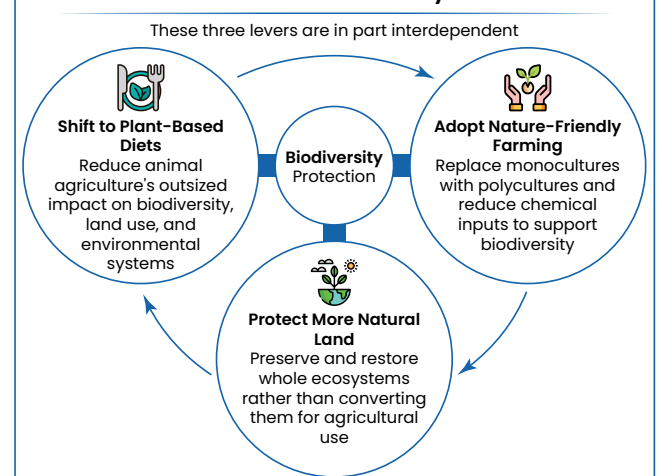 These three levers are in part interdependent
Shift to Plant-Based
Diets
Reduce animal
agriculture's outsized
impact on biodiversity,
land use, and
environmental
systems
Biodiversity
Protection
Adopt Nature-Friendly
Farming
Replace monocultures
with polycultures and
reduce chemical
inputs to support
biodiversity
Protect More Natural
Land
Preserve and restore
whole ecosystems
rather than converting
them for agricultural
use